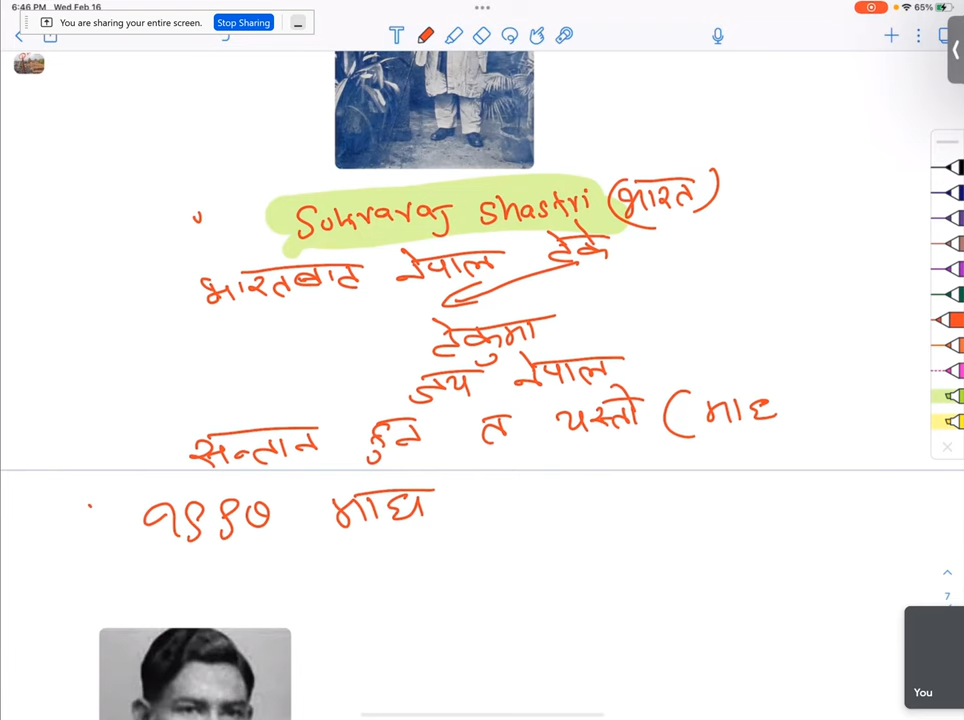 6:46 PM Wed Feb 16
65%
You are sharing your entire screen.
Stop Sharing
T
Sukraraj Shastri (भारत)
भारतबाट नेपाल टेके
टेकुमा
जय नेपाल
सन्तान हुन त यस्तो (माघ
१९९७ माघ
7
You